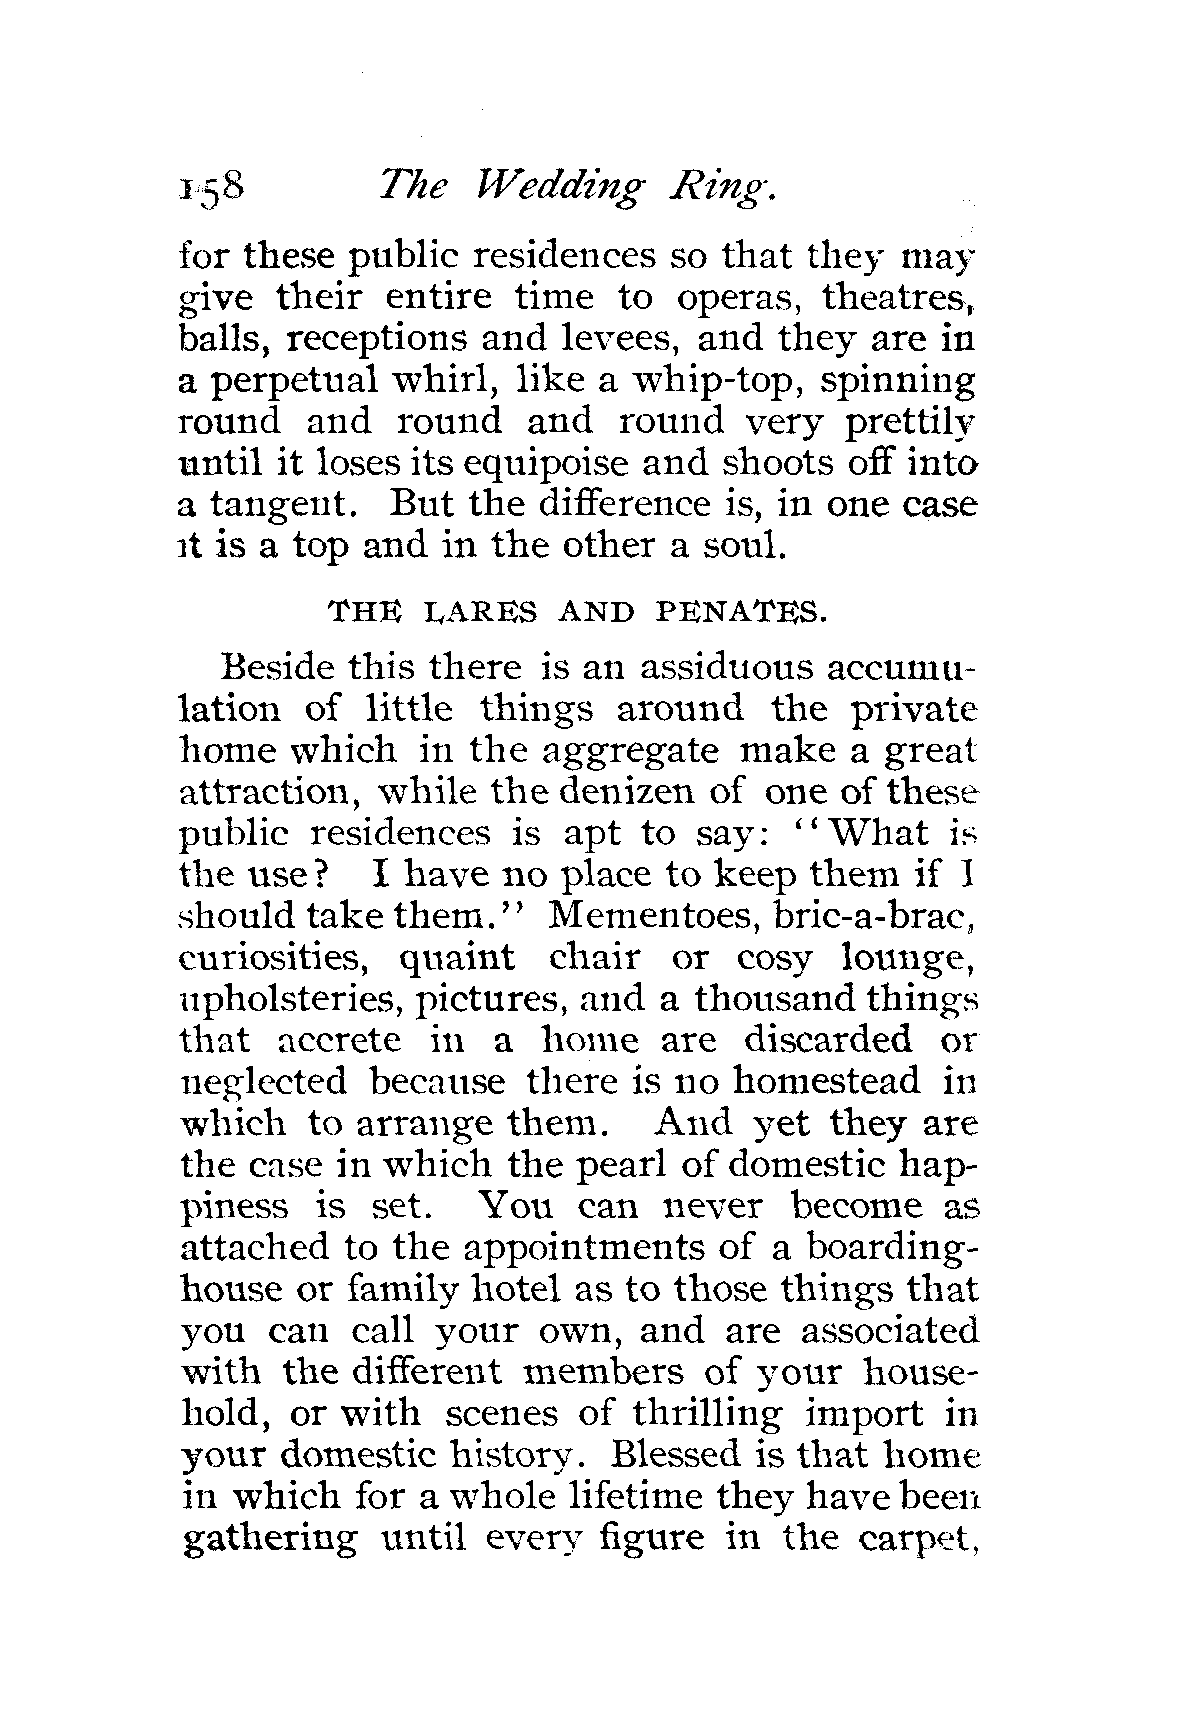 158 The Wedding Ring.
for these public residences so that they may
give their entire time to operas, theatres,
balls, receptions and levees, and they are in
a perpetual whirl, like a whip-top, spinning
round and round and round very prettily
until it loses its equipoise and shoots off into
a tangent. But the difference is, in one case
it is a top and in the other a soul.
THE LARES AND PENATES.
Beside this there is an assiduous accumu-
lation of little things around the private
home which in the aggregate make a great
attraction, while the denizen of one of these
public residences is apt to say: “What is
the use? I have no place to keep them if I
should take them.” Mementoes, bric-a-brac,
curiosities, quaint chair or cosy lounge,
upholsteries, pictures, and a thousand things
that accrete in a home are discarded or
neglected because there is no homestead in
which to arrange them. And yet they are
the case in which the pearl of domestic hap-
piness is set. You can never become as
attached to the appointments of a boarding-
house or family hotel as to those things that
you can call your own, and are associated
with the different members of your house-
hold, or with scenes of thrilling import in
your domestic history. Blessed is that home
in which for a whole lifetime they have been
gathering until every figure in the carpet,